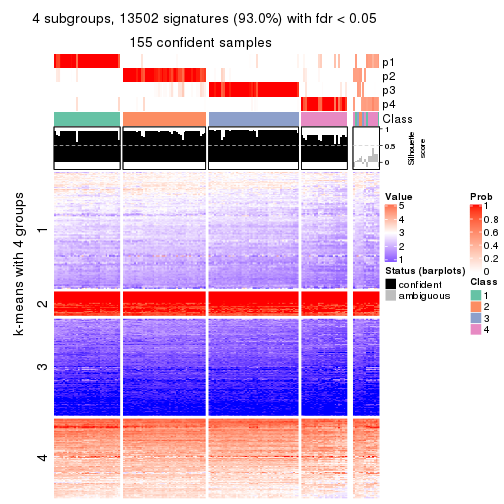 4 subgroups, 13502 signatures (93.0%) with fdr < 0.05
155 confident samples
p1
p2
p3
p4
Class
1
0.5
0
Silhouette
score
k-means with 4 groups
1
2
3
4
Value
5
4
3
2
1
Status (barplots)
confident
ambiguous
Prob
1
0.8
0.6
0.4
0.2
0
Class
1
2
3
4